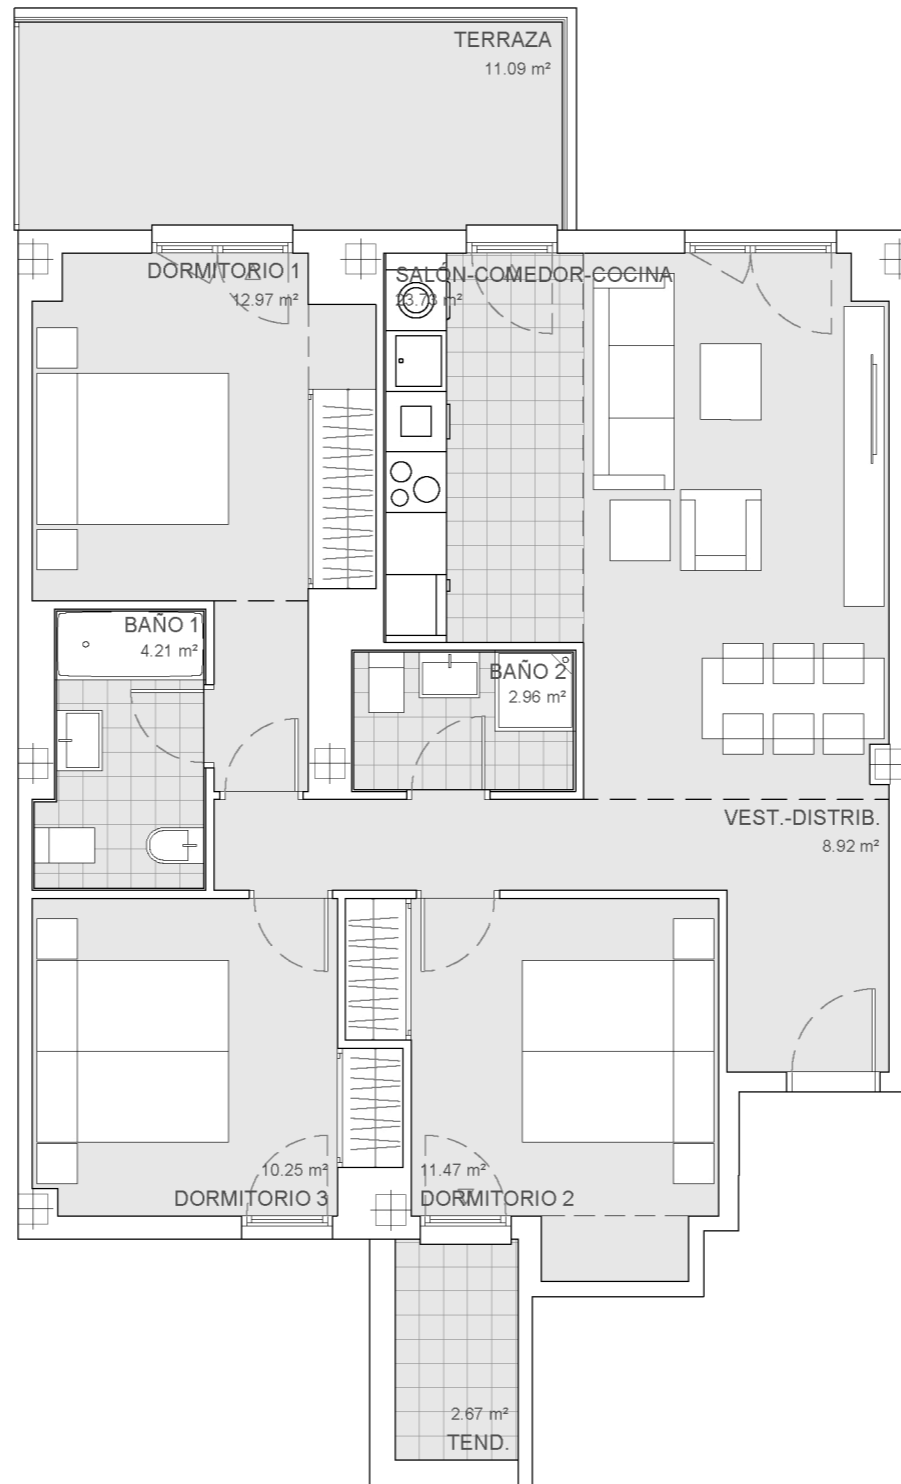 TERRAZA
11.09 m²
DORMITORIO 1
12.97 m²
SALÓN-COMEDOR-COCINA
23.73 m²
BAÑO 1
4.21 m²
BAÑO 2
2.96 m²
VEST.-DISTRIB.
8.92 m²
10.25 m²
DORMITORIO 3
11.47 m²
DORMITORIO 2
2.67 m²
TEND.